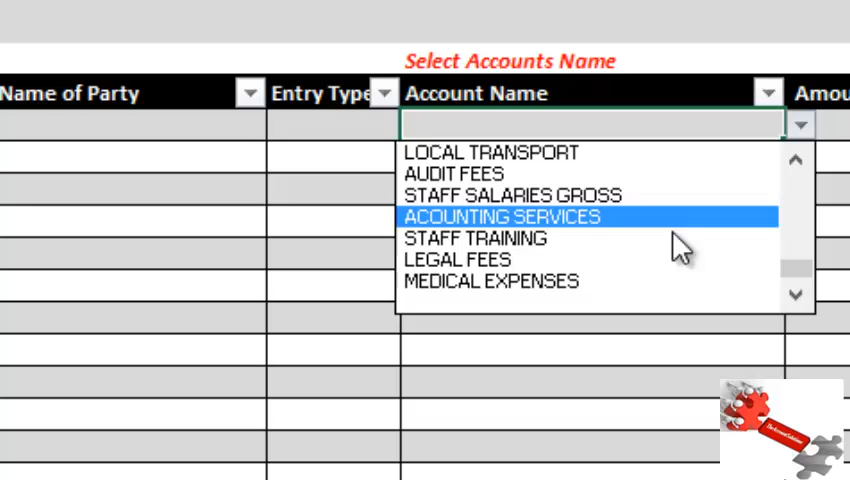 Select Accounts Name
Name of Party Entry Type Account Name Amou
LOCAL TRANSPORT
AUDIT FEES
STAFF SALARIES GROSS
ACOUNTING SERVICES
STAFF TRAINING
LEGAL FEES
MEDICAL EXPENSES